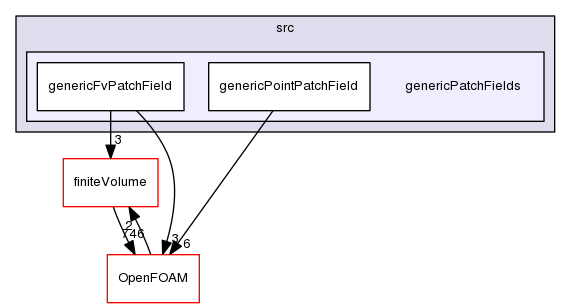 src
genericFvPatchField
genericPointPatchField
genericPatchFields
3
finiteVolume
2
746
3
6
OpenFOAM